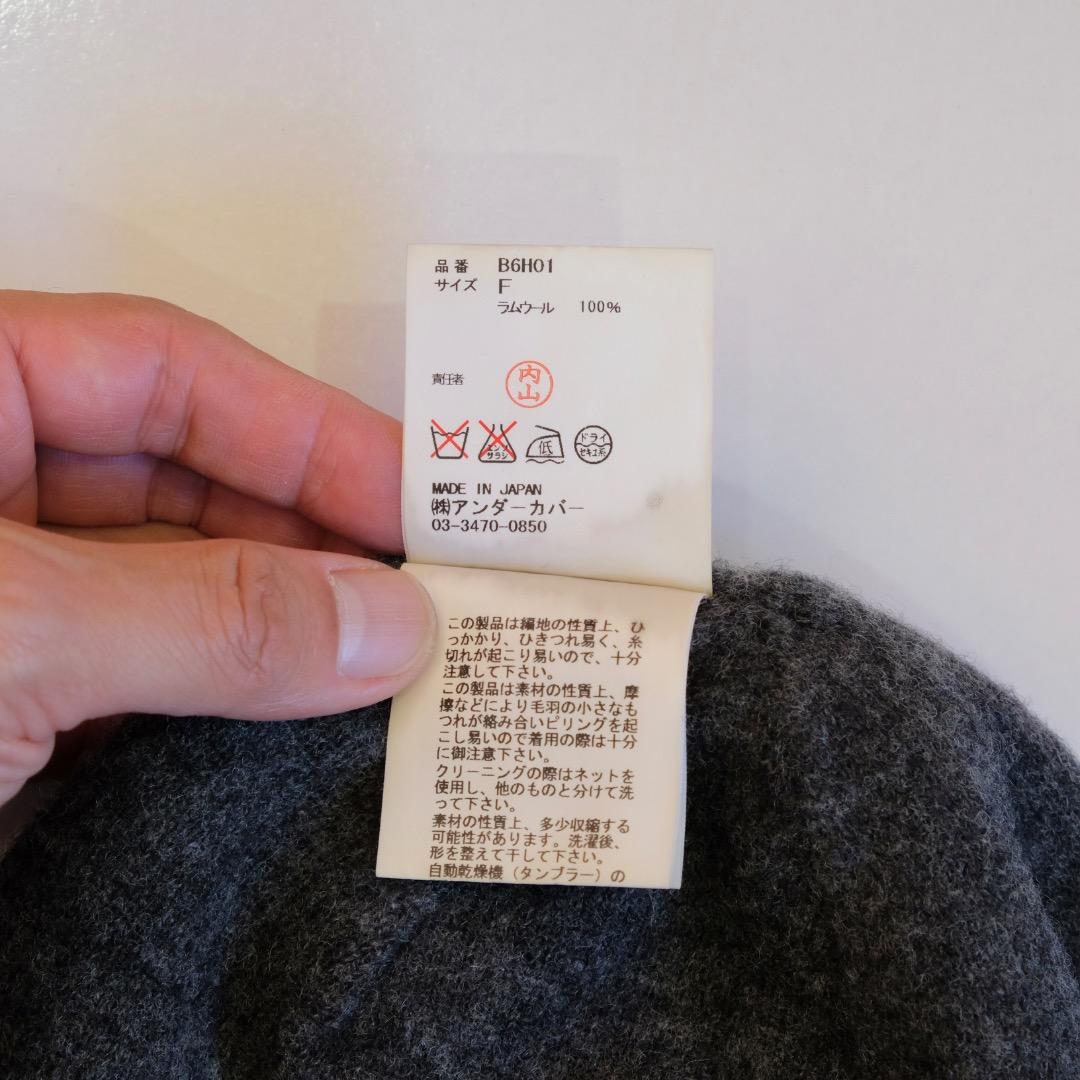 品番 B6H01
サイズ F
ラムウール 100%
責任者 内山
エンソサラシ 低 ドライ セキユ系
MADE IN JAPAN
(株)アンダーカバー
03-3470-0850
この製品は編地の性質上、ひ
っかかり、ひきつれ易く、糸
切れが起こり易いので、十分
注意して下さい。
この製品は素材の性質上、摩
擦などにより毛羽の小さなも
つれが絡み合いピリングを起
こし易いので着用の際は十分
に御注意下さい。
クリーニングの際はネットを
使用し、他のものと分けて洗
って下さい。
素材の性質上、多少収縮する
可能性があります。洗濯後、
形を整えて干して下さい。
自動乾燥機(タンブラー)の